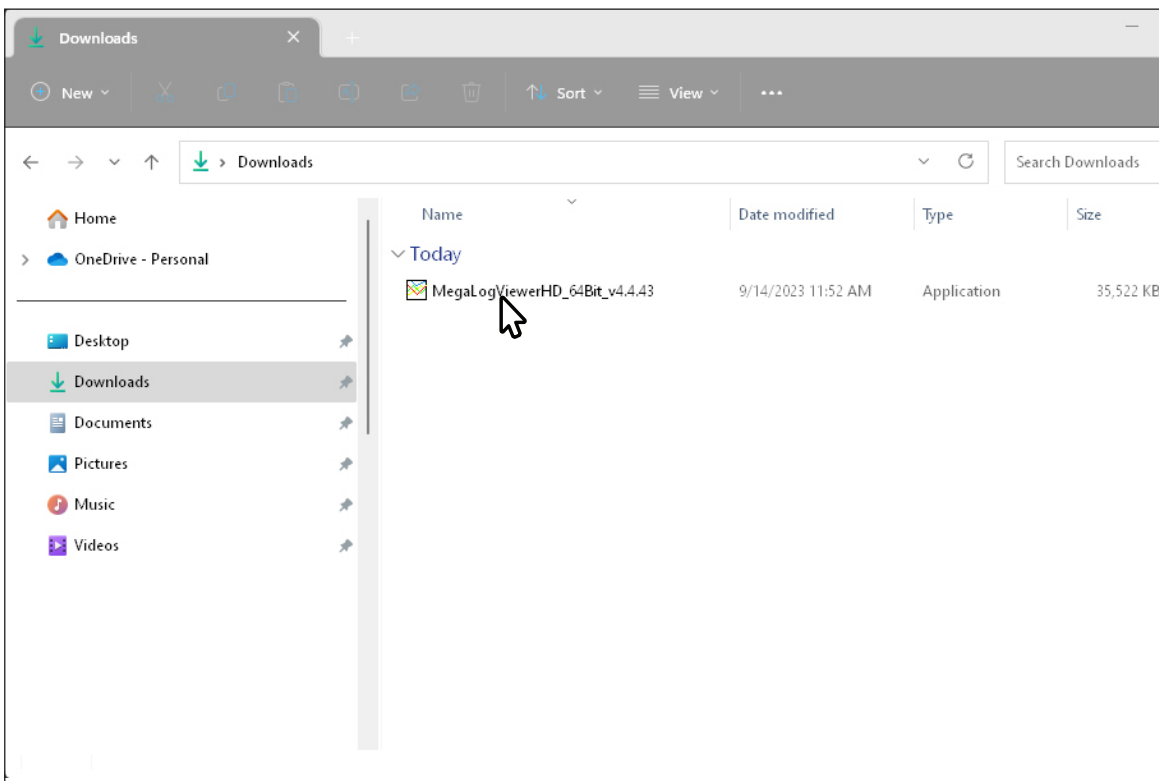 Downloads
New Sort View
Downloads Search Downloads
Name Date modified Type Size
Home
OneDrive - Personal
Today
MegaLogViewerHD_64Bit_v4.4.43 9/14/2023 11:52 AM Application 35,522 KB
Desktop
Downloads
Documents
Pictures
Music
Videos